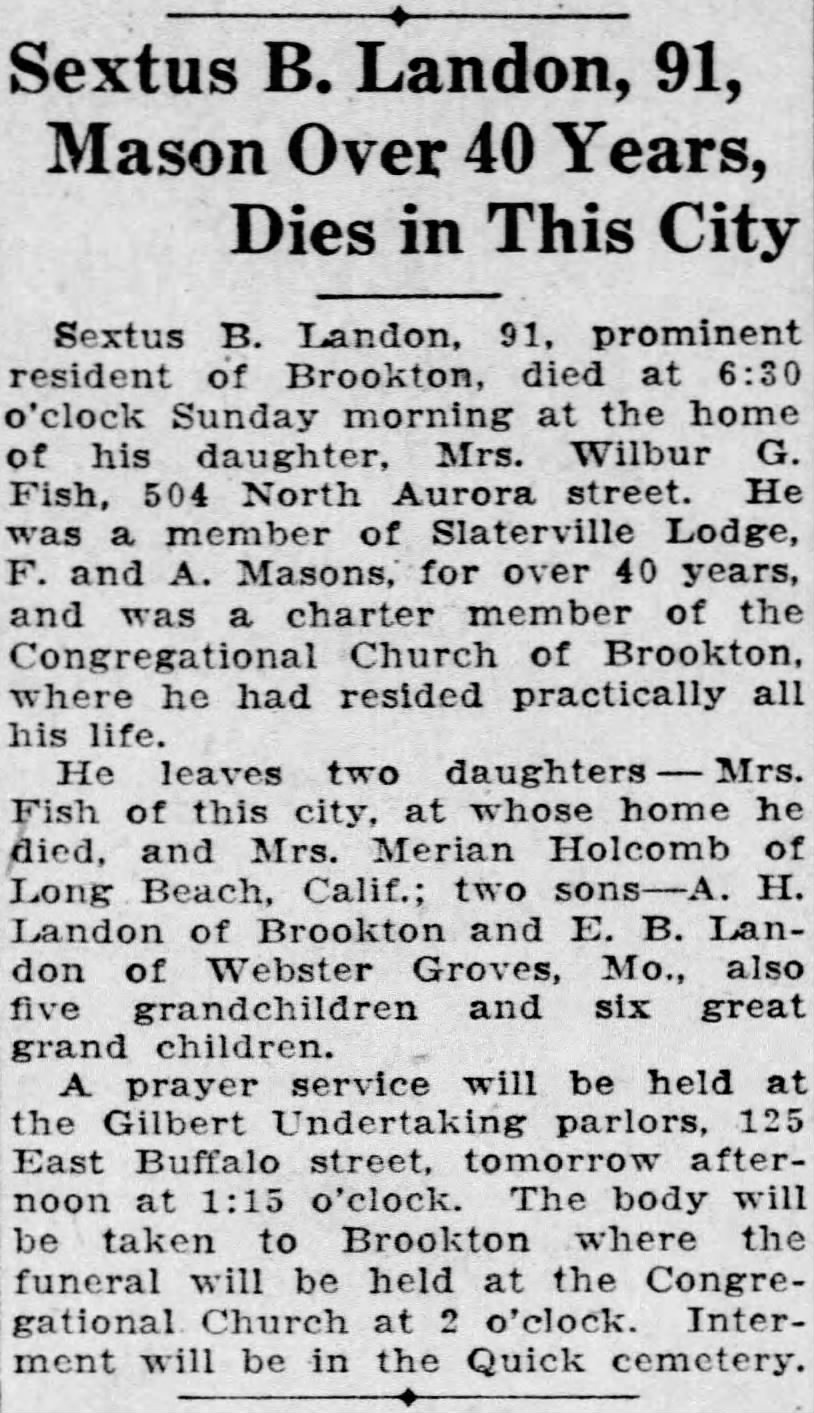 Sextus B. Landon, 91,
Mason Over 40 Years,
Dies in This City
Sextus B. Landon, 91, prominent
resident of Brookton, died at 6:30
o'clock Sunday morning at the home
of his daughter, Mrs. Wilbur G.
Fish, 504 North Aurora street. He
was a member of Slaterville Lodge,
F. and A. Masons, for over 40 years,
and was a charter member of the
Congregational Church of Brookton,
where he had resided practically all
his life.
He leaves two daughters — Mrs.
Fish of this city, at whose home he
died, and Mrs. Merian Holcomb of
Long Beach, Calif.; two sons—A. H.
Landon of Brookton and E. B. Lan-
don of Webster Groves, Mo., also
five grandchildren and six great
grand children.
A prayer service will be held at
the Gilbert Undertaking parlors, 125
East Buffalo street, tomorrow after-
noon at 1:15 o'clock. The body will
be taken to Brookton where the
funeral will be held at the Congre-
gational Church at 2 o'clock. Inter-
ment will be in the Quick cemetery.